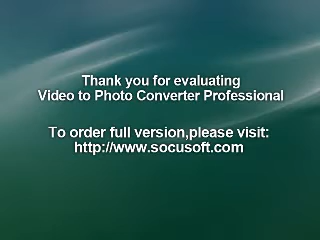 Thank you for evaluating
Video to Photo Converter Professional
To order full version,please visit:
http://www.socusoft.com